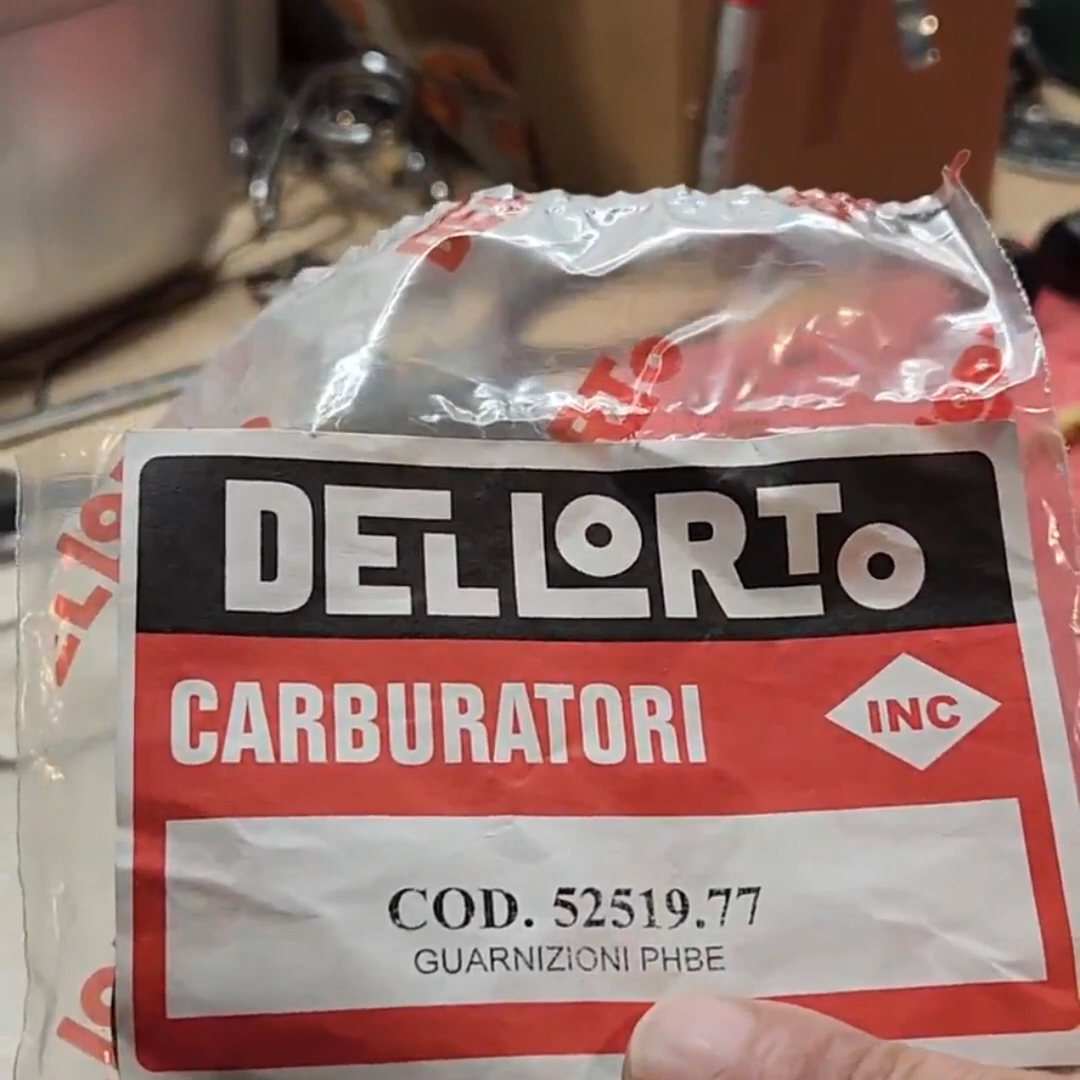 DELLORTO
CARBURATORI
INC
COD. 52519.77
GUARNIZIONI PHBE